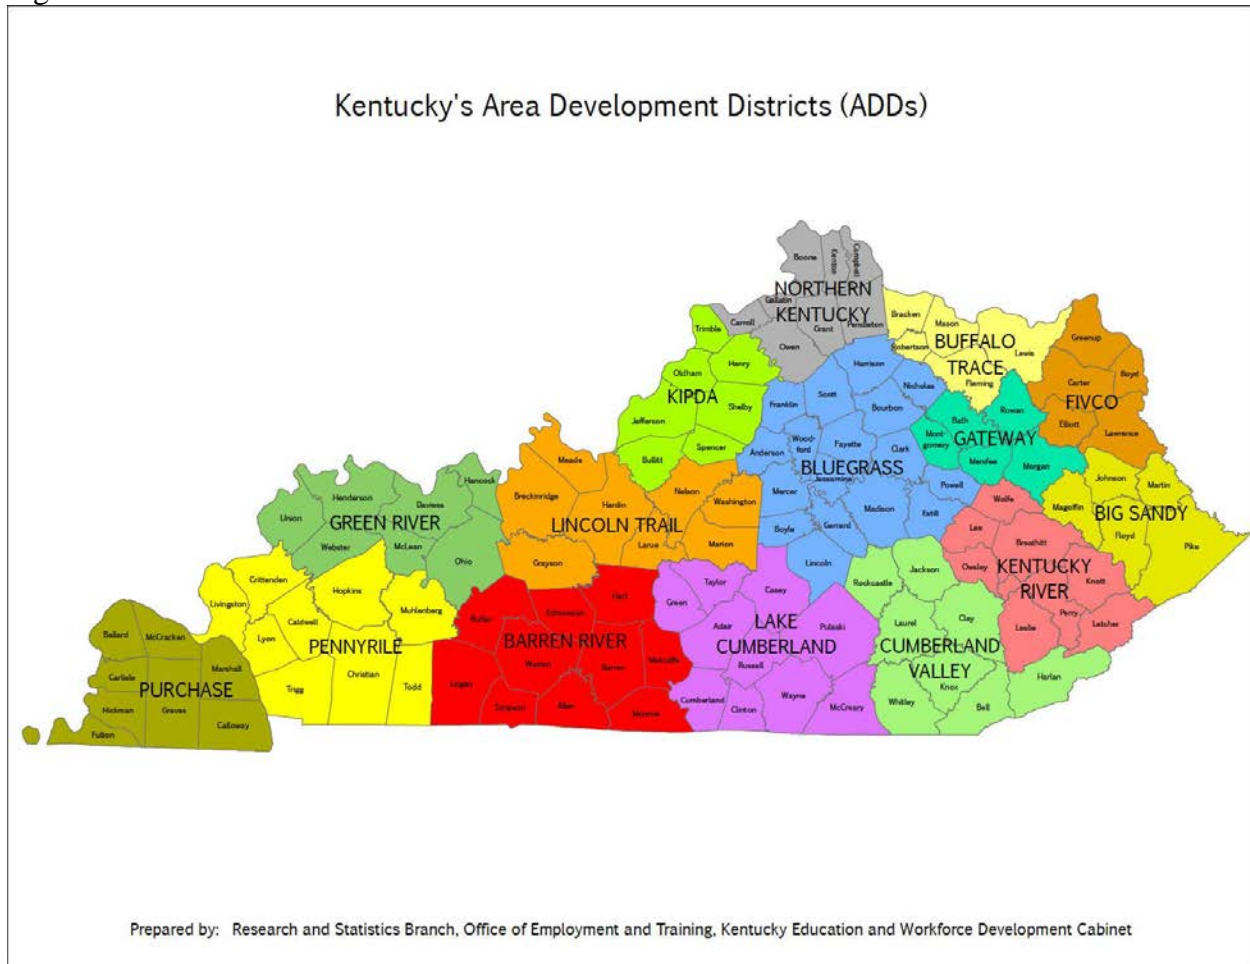 Kentucky's Area Development Districts (ADDs)
Boone
Kenton
Campbell
NORTHERN
KENTUCKY
Gallatin
Carroll
Grant
Pendleton
Owen
Bracken
Mason
Robertson
BUFFALO
TRACE
Lewis
Fleming
Greenup
Boyd
Carter
FIVCO
Elliott
Lawrence
Trimble
Henry
Oldham
KIPDA
Shelby
Jefferson
Spencer
Bullitt
Harrison
Nicholas
Scott
Franklin
Bourbon
Wood-
ford
Fayette
Clark
Anderson
BLUEGRASS
Jessamine
Powell
Mercer
Madison
Estill
Boyle
Garrard
Lincoln
Rowan
Bath
Mont-
gomery
GATEWAY
Menifee
Morgan
Johnson
Martin
Magoffin
BIG SANDY
Floyd
Pike
Meade
Breckinridge
Hardin
Nelson
Washington
LINCOLN TRAIL
Larue
Marion
Grayson
Hancock
Henderson
Daviess
Union
GREEN RIVER
Webster
McLean
Ohio
Wolfe
Lee
Breathitt
Owsley
KENTUCKY
RIVER
Knott
Perry
Leslie
Letcher
Crittenden
Hopkins
Livingston
Muhlenberg
Caldwell
Lyon
PENNYRILE
Christian
Trigg
Todd
Hart
Edmonson
Butler
BARREN RIVER
Warren
Barren
Metcalfe
Logan
Simpson
Allen
Monroe
Taylor
Casey
Green
Adair
LAKE
CUMBERLAND
Pulaski
Russell
Cumberland
Clinton
Wayne
McCreary
Rockcastle
Jackson
Laurel
Clay
CUMBERLAND
VALLEY
Knox
Harlan
Whitley
Bell
Ballard
McCracken
Marshall
Carlisle
PURCHASE
Hickman
Graves
Calloway
Fulton
Prepared by: Research and Statistics Branch, Office of Employment and Training, Kentucky Education and Workforce Development Cabinet